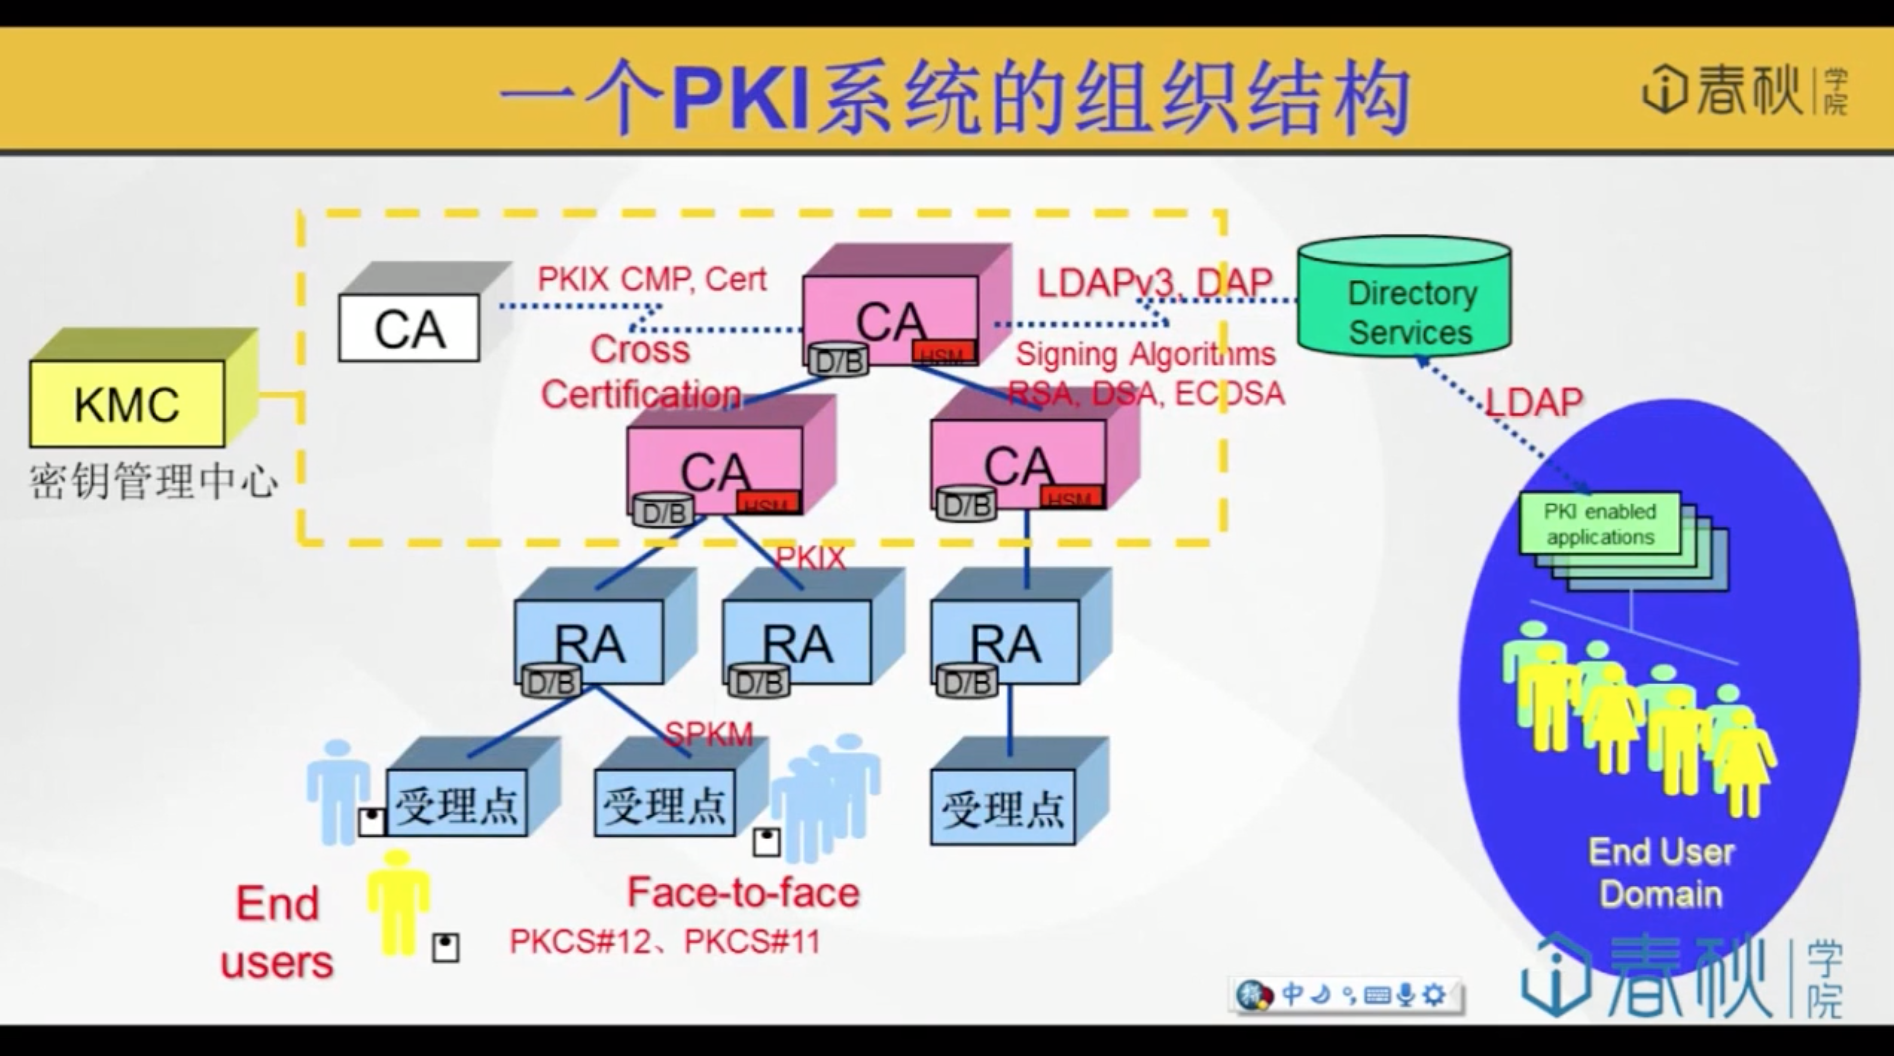 一个PKI系统的组织结构
春秋学院
PKIX CMP, Cert
LDAPv3, DAP
CA
CA
D/B
HSM
Directory
Services
Cross
Certification
Signing Algorithms
RSA, DSA, ECDSA
KMC
密钥管理中心
LDAP
CA
D/B
HSM
CA
D/B
HSM
PKI enabled
applications
PKIX
RA
D/B
RA
D/B
RA
D/B
SPKM
受理点
受理点
受理点
End
users
Face-to-face
PKCS#12、PKCS#11
End User
Domain
中
春秋学院